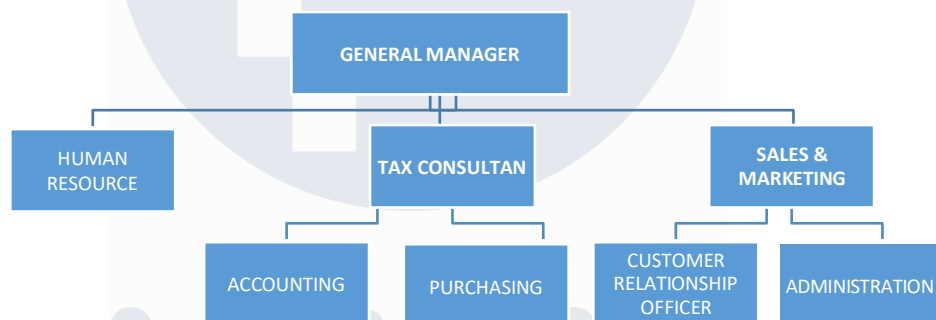 GENERAL MANAGER
HUMAN
RESOURCE
TAX CONSULTAN
SALES &
MARKETING
ACCOUNTING
PURCHASING
CUSTOMER
RELATIONSHIP
OFFICER
ADMINISTRATION